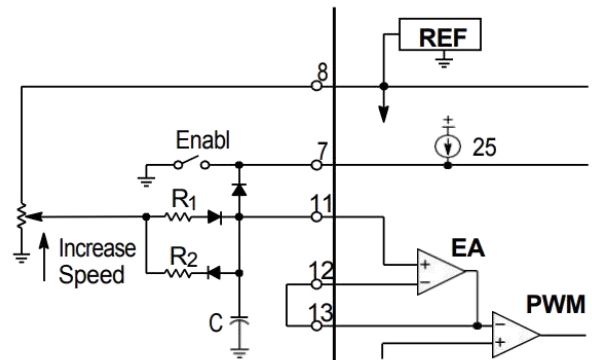 REF
8
Enabl
7
+
25
R1
11
Increase
Speed
EA
+
−
R2
12
13
PWM
−
+
C